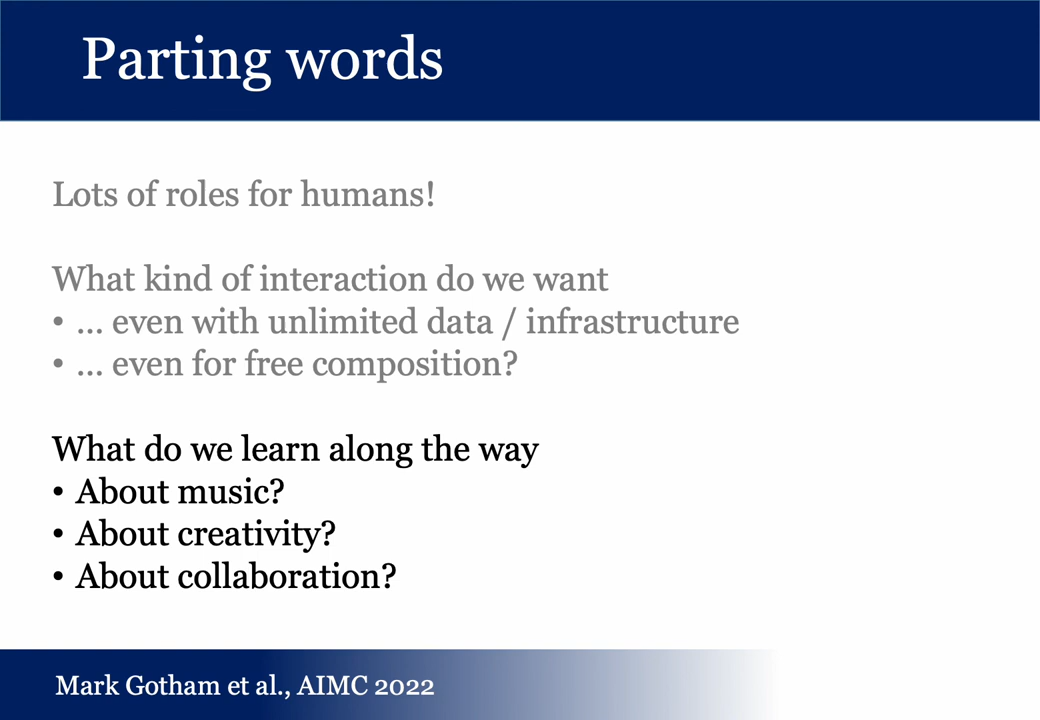 Parting words
Lots of roles for humans!
What kind of interaction do we want
• ... even with unlimited data / infrastructure
• ... even for free composition?
What do we learn along the way
• About music?
• About creativity?
• About collaboration?
Mark Gotham et al., AIMC 2022